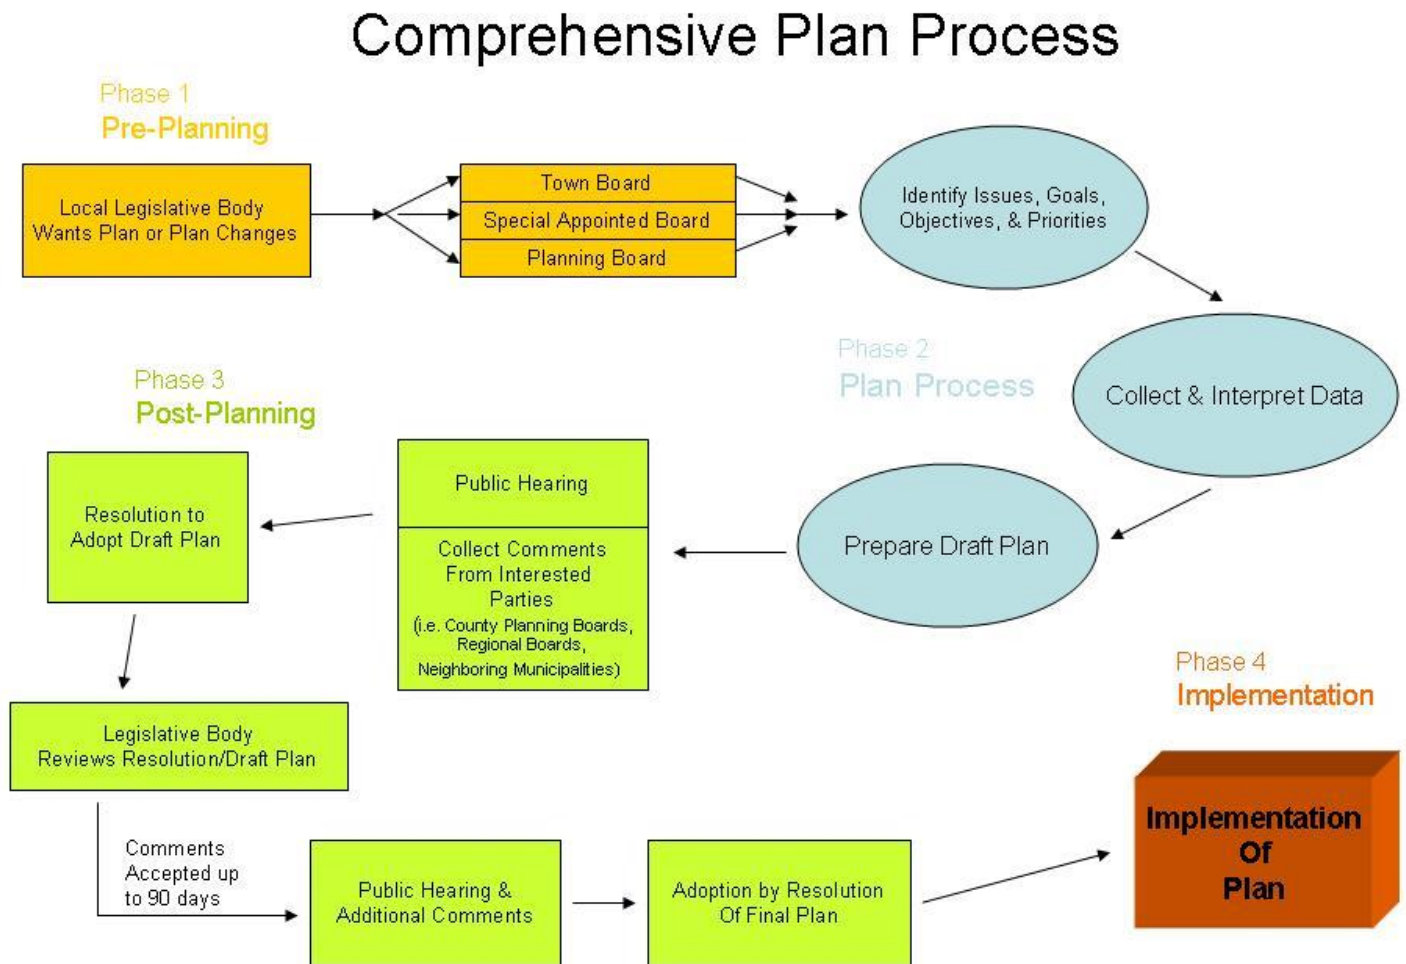 Comprehensive Plan Process
Phase 1
Pre-Planning
Local Legislative Body
Wants Plan or Plan Changes
Town Board
Special Appointed Board
Planning Board
Identify Issues, Goals,
Objectives, & Priorities
Phase 2
Plan Process
Collect & Interpret Data
Prepare Draft Plan
Phase 3
Post-Planning
Public Hearing
Collect Comments
From Interested
Parties
(i.e. County Planning Boards,
Regional Boards,
Neighboring Municipalities)
Resolution to
Adopt Draft Plan
Legislative Body
Reviews Resolution/Draft Plan
Comments
Accepted up
to 90 days
Public Hearing &
Additional Comments
Adoption by Resolution
Of Final Plan
Phase 4
Implementation
Implementation
Of
Plan